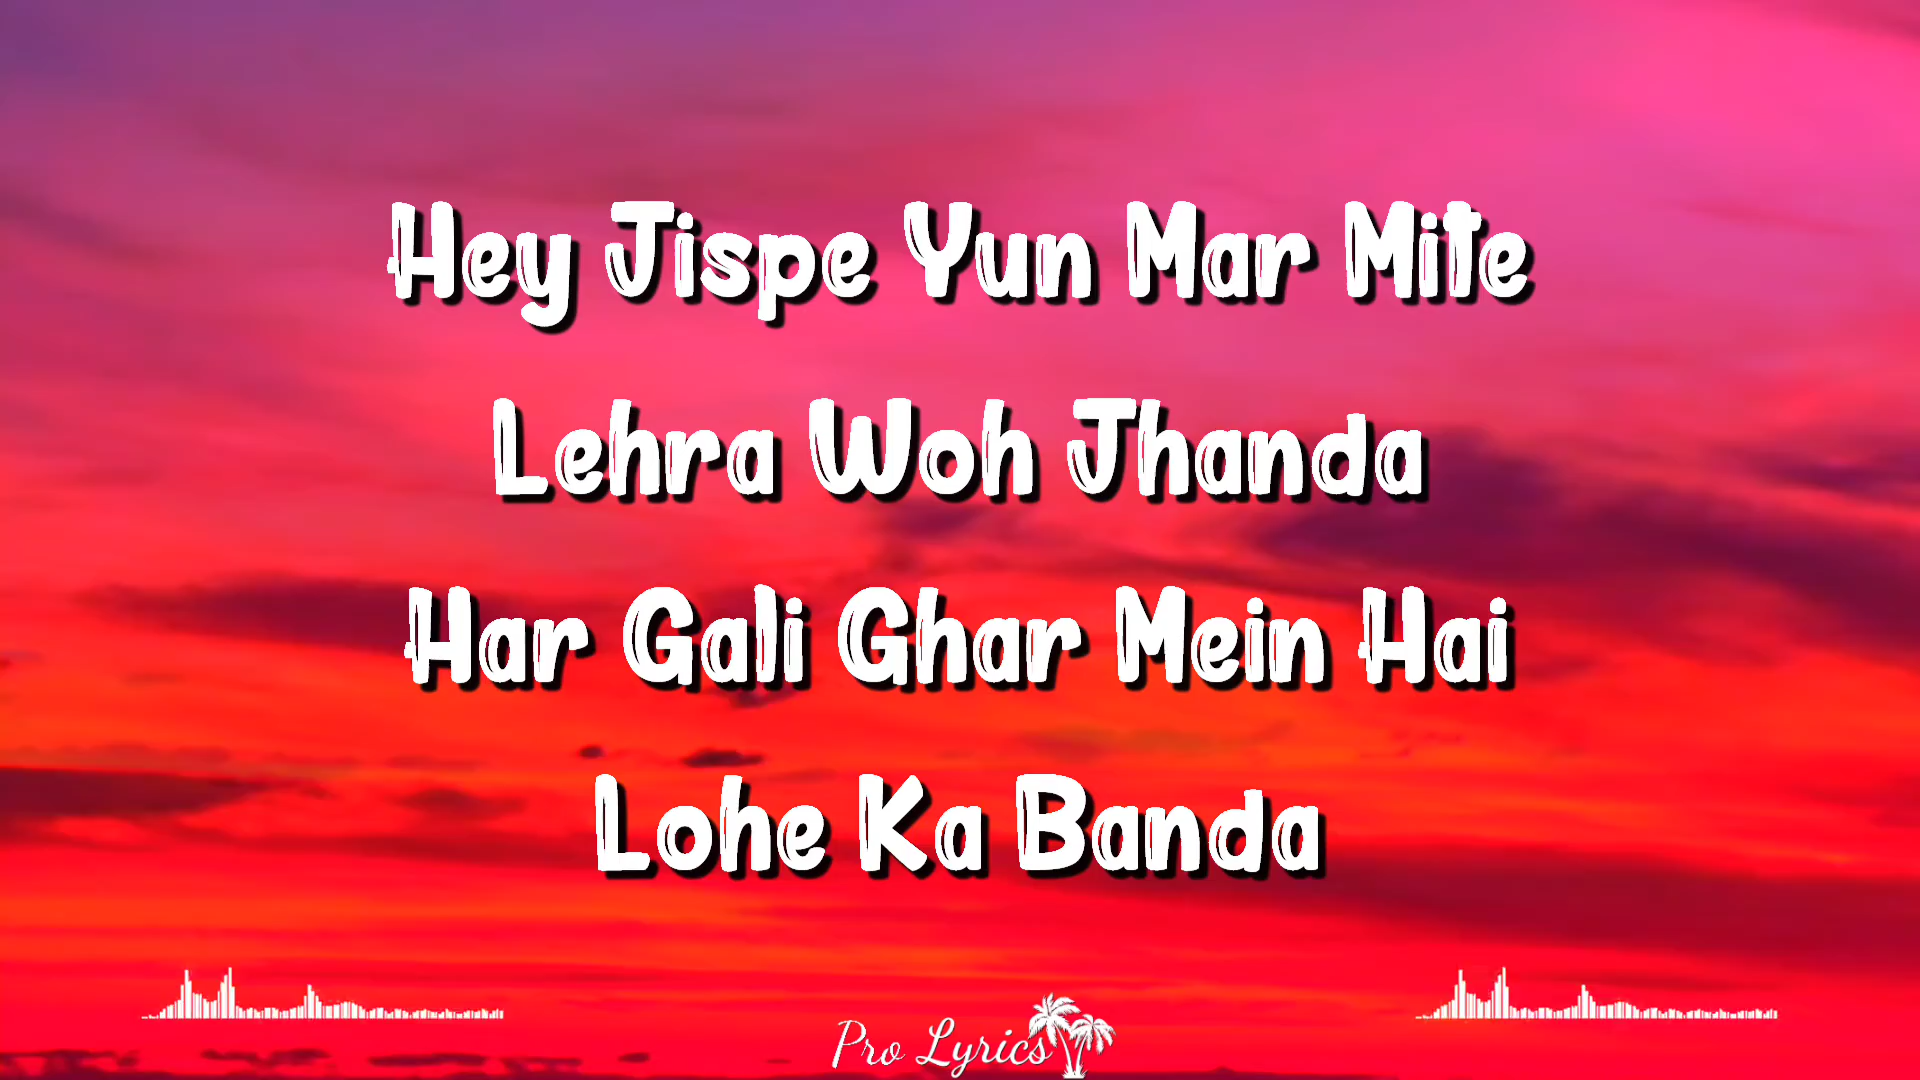 Hey Jispe Yun Mar Mite
Lehra Woh Jhanda
Har Gali Ghar Mein Hai
Lohe Ka Banda
Pro Lyrics